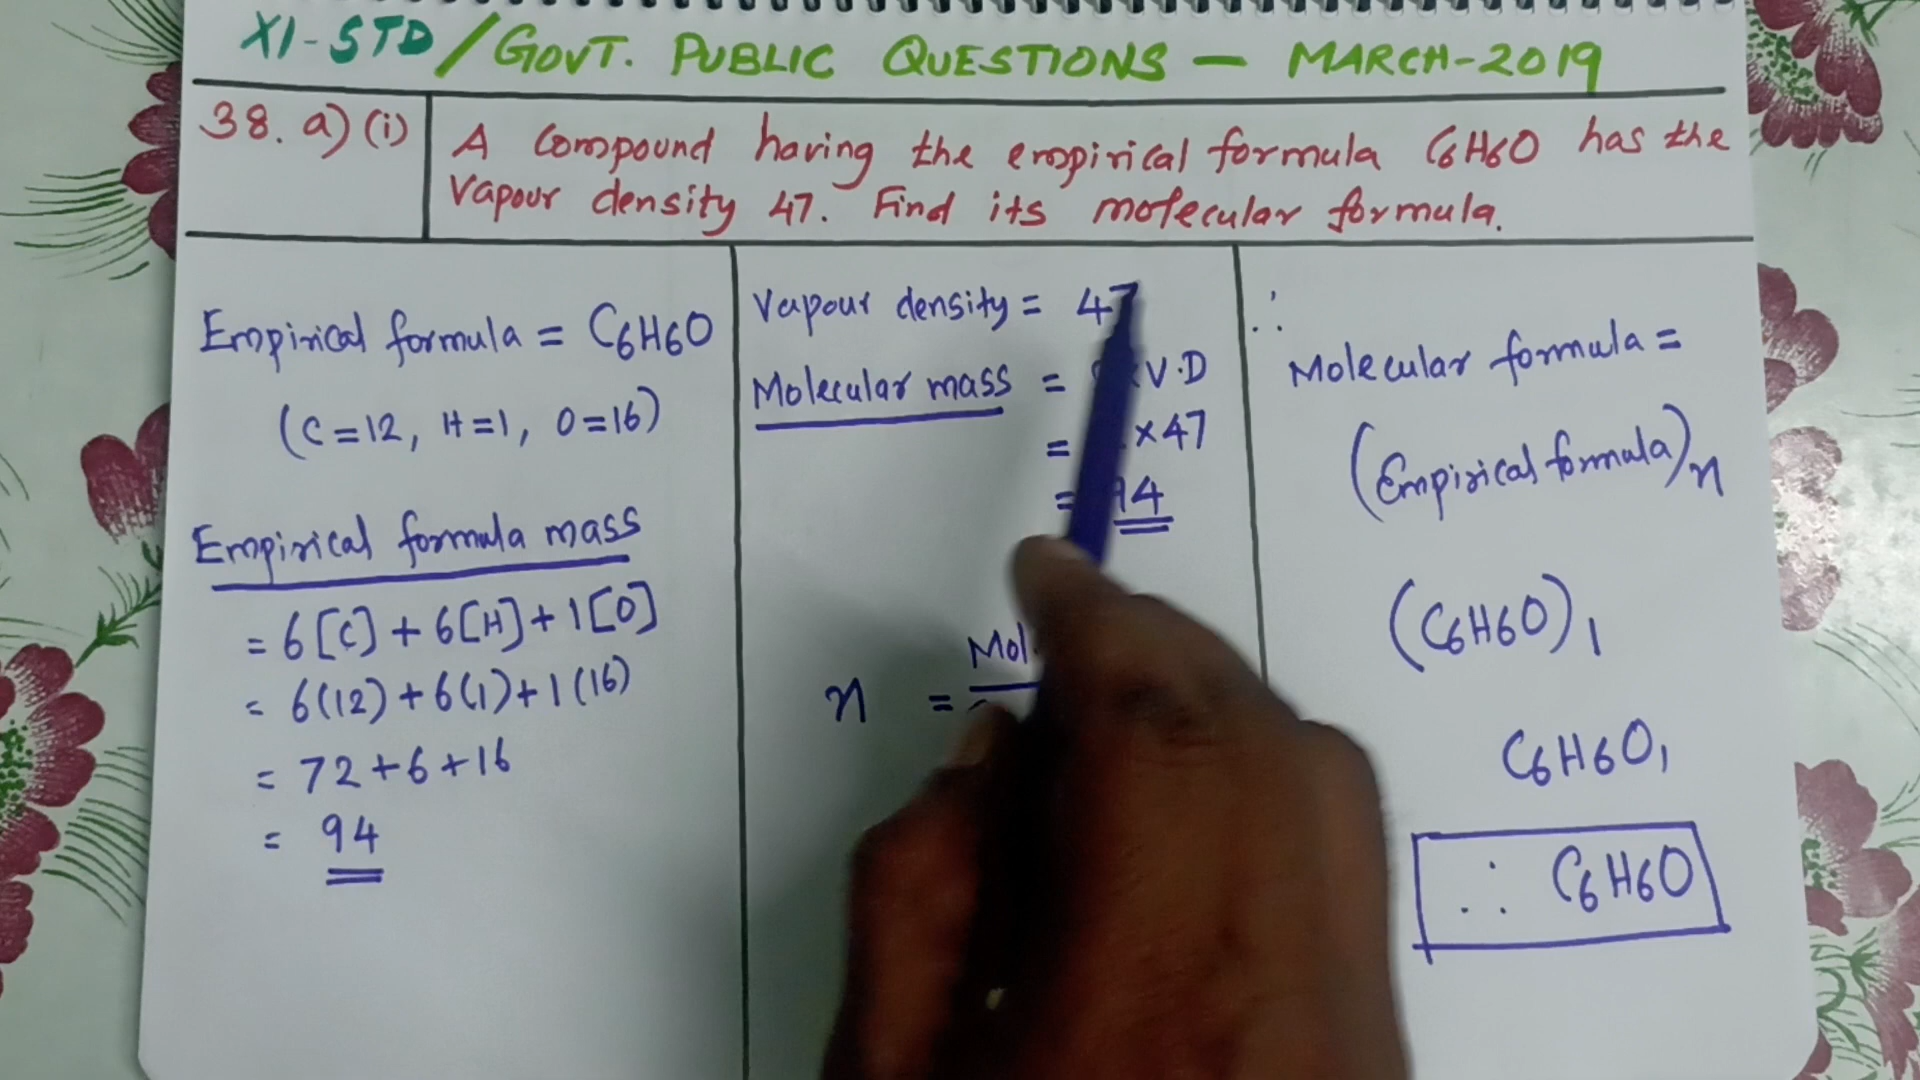 XI-STD/GOVT. PUBLIC QUESTIONS — MARCH-2019
38. a) (i)
A compound having the empirical formula C6H6O has the
Vapour density 47. Find its molecular formula.
Empirical formula = C6H6O
(C=12, H=1, O=16)
Empirical formula mass
= 6[C] + 6[H] + 1[O]
= 6(12) + 6(1) + 1(16)
= 72 + 6 + 16
= 94
Vapour density = 47
Molecular mass = V.D
= × 47
= 94
n =
∴
Molecular formula =
(Empirical formula)n
(C6H6O)1
C6H6O1
∴ C6H6O